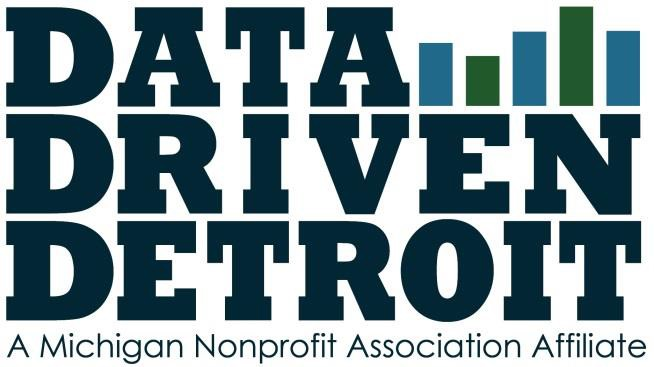 DATA
DRIVEN
DETROIT
A Michigan Nonprofit Association Affiliate